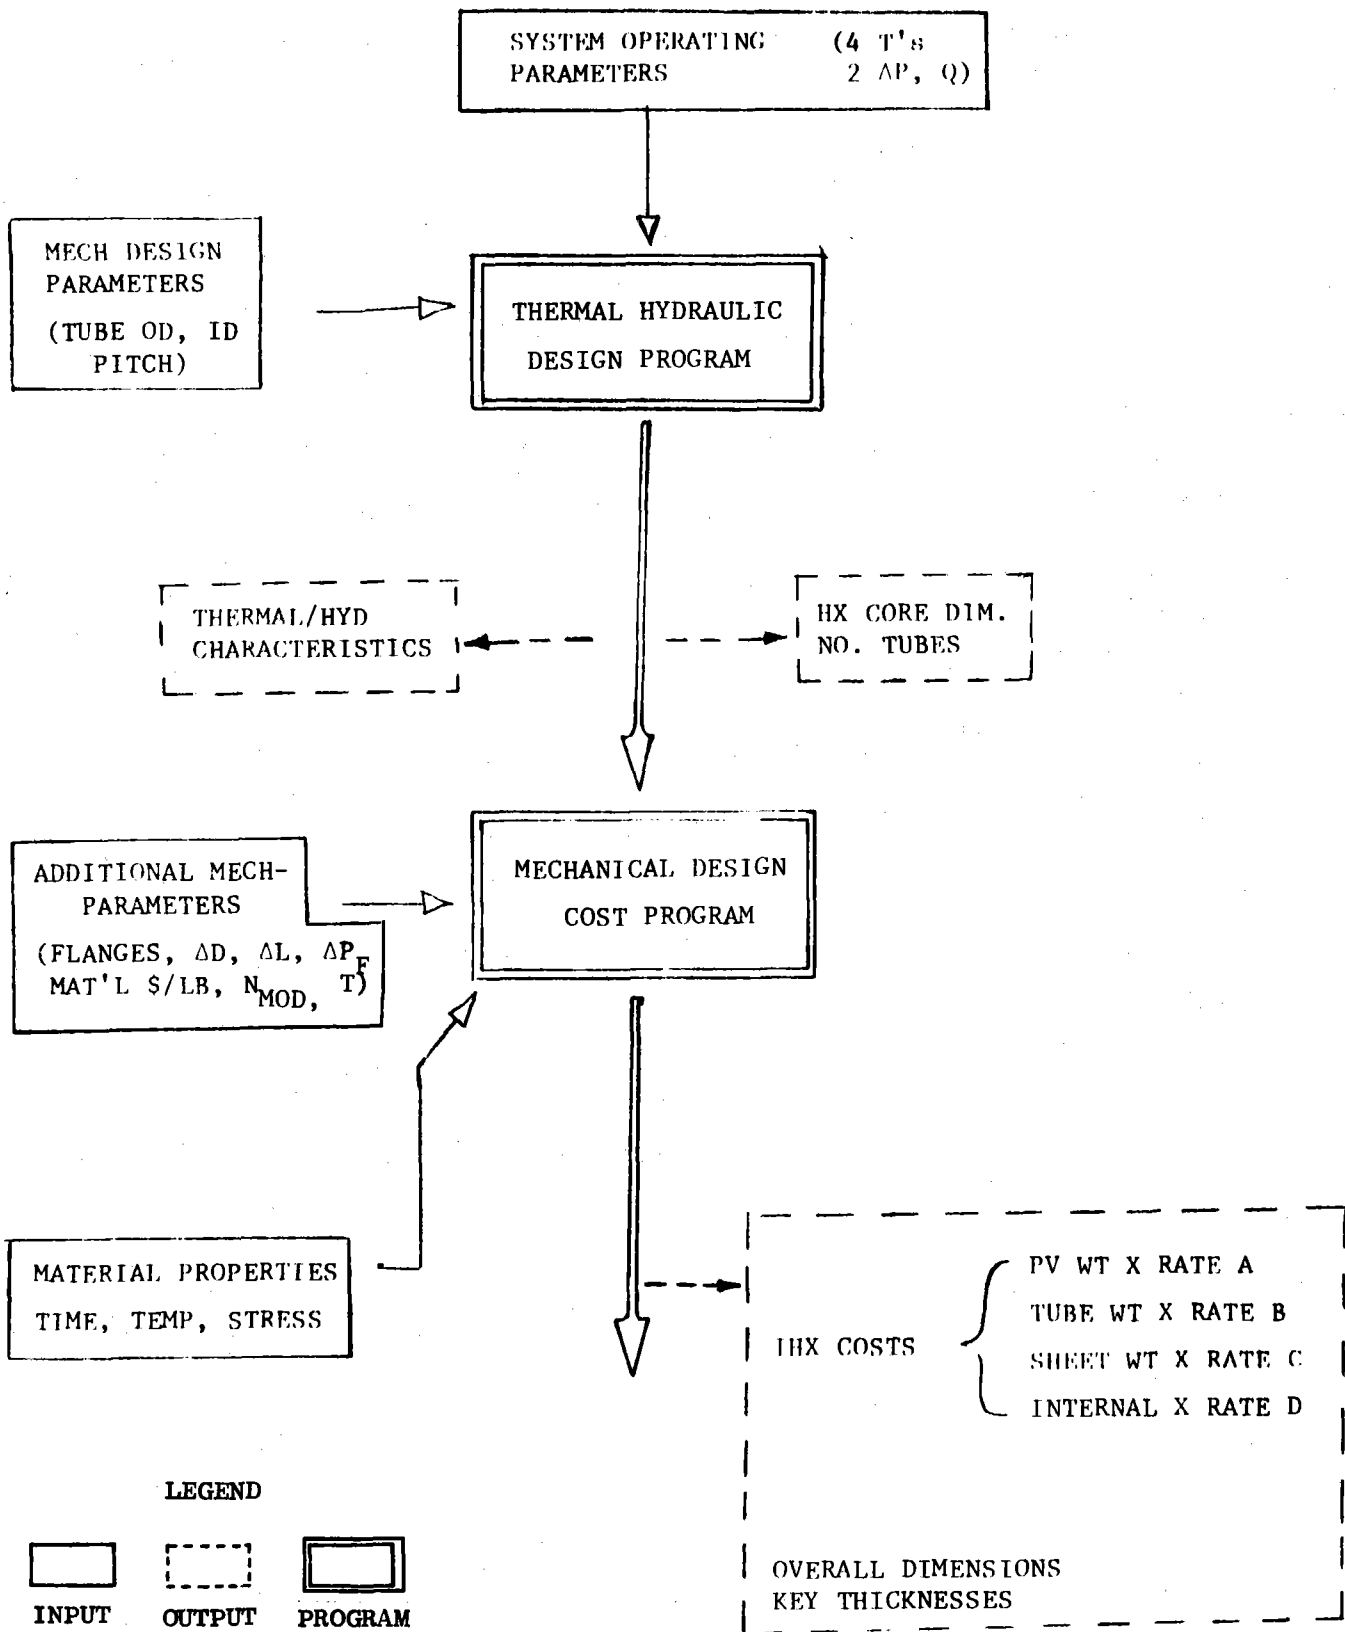 SYSTEM OPERATING (4 T's
PARAMETERS 2 ΔP, Q)
MECH DESIGN
PARAMETERS
(TUBE OD, ID
PITCH)
THERMAL HYDRAULIC
DESIGN PROGRAM
THERMAL/HYD
CHARACTERISTICS
HX CORE DIM.
NO. TUBES
ADDITIONAL MECH-
PARAMETERS
(FLANGES, ΔD, ΔL, ΔP_F
MAT'L $/LB, N_MOD, T)
MECHANICAL DESIGN
COST PROGRAM
MATERIAL PROPERTIES
TIME, TEMP, STRESS
IHX COSTS
PV WT X RATE A
TUBE WT X RATE B
SHEET WT X RATE C
INTERNAL X RATE D
OVERALL DIMENSIONS
KEY THICKNESSES
LEGEND
INPUT OUTPUT PROGRAM